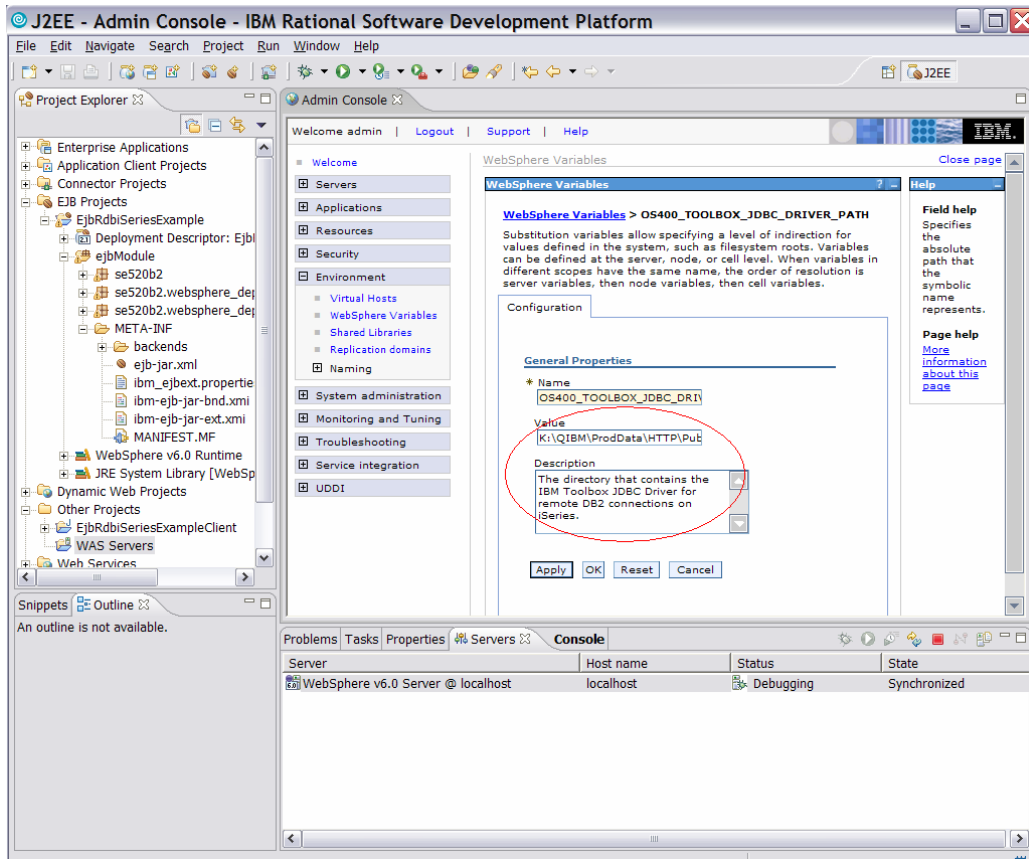 J2EE - Admin Console - IBM Rational Software Development Platform
File Edit Navigate Search Project Run Window Help
J2EE
Project Explorer
Enterprise Applications
Application Client Projects
Connector Projects
EJB Projects
EjbRdbiSeriesExample
Deployment Descriptor: Ejbl
ejbModule
se520b2
se520b2.websphere_dep
se520b2.websphere_dep
META-INF
backends
ejb-jar.xml
ibm_ejbext.propertie
ibm-ejb-jar-bnd.xmi
ibm-ejb-jar-ext.xmi
MANIFEST.MF
WebSphere v6.0 Runtime
JRE System Library [WebSp
Dynamic Web Projects
Other Projects
EjbRdbiSeriesExampleClient
WAS Servers
Web Services
Snippets Outline
An outline is not available.
Admin Console
Welcome admin | Logout | Support | Help
IBM.
Welcome
Servers
Applications
Resources
Security
Environment
Virtual Hosts
WebSphere Variables
Shared Libraries
Replication domains
Naming
System administration
Monitoring and Tuning
Troubleshooting
Service integration
UDDI
WebSphere Variables
Close page
WebSphere Variables ? -
WebSphere Variables > OS400_TOOLBOX_JDBC_DRIVER_PATH
Substitution variables allow specifying a level of indirection for
values defined in the system, such as filesystem roots. Variables
can be defined at the server, node, or cell level. When variables in
different scopes have the same name, the order of resolution is
server variables, then node variables, then cell variables.
Configuration
General Properties
* Name
OS400_TOOLBOX_JDBC_DRIV
Value
K:\QIBM\ProdData\HTTP\Pub
Description
The directory that contains the
IBM Toolbox JDBC Driver for
remote DB2 connections on
iSeries.
Apply OK Reset Cancel
Help -
Field help
Specifies
the
absolute
path that
the
symbolic
name
represents.
Page help
More
information
about this
page
Problems Tasks Properties Servers Console
Server Host name Status State
WebSphere v6.0 Server @ localhost localhost Debugging Synchronized